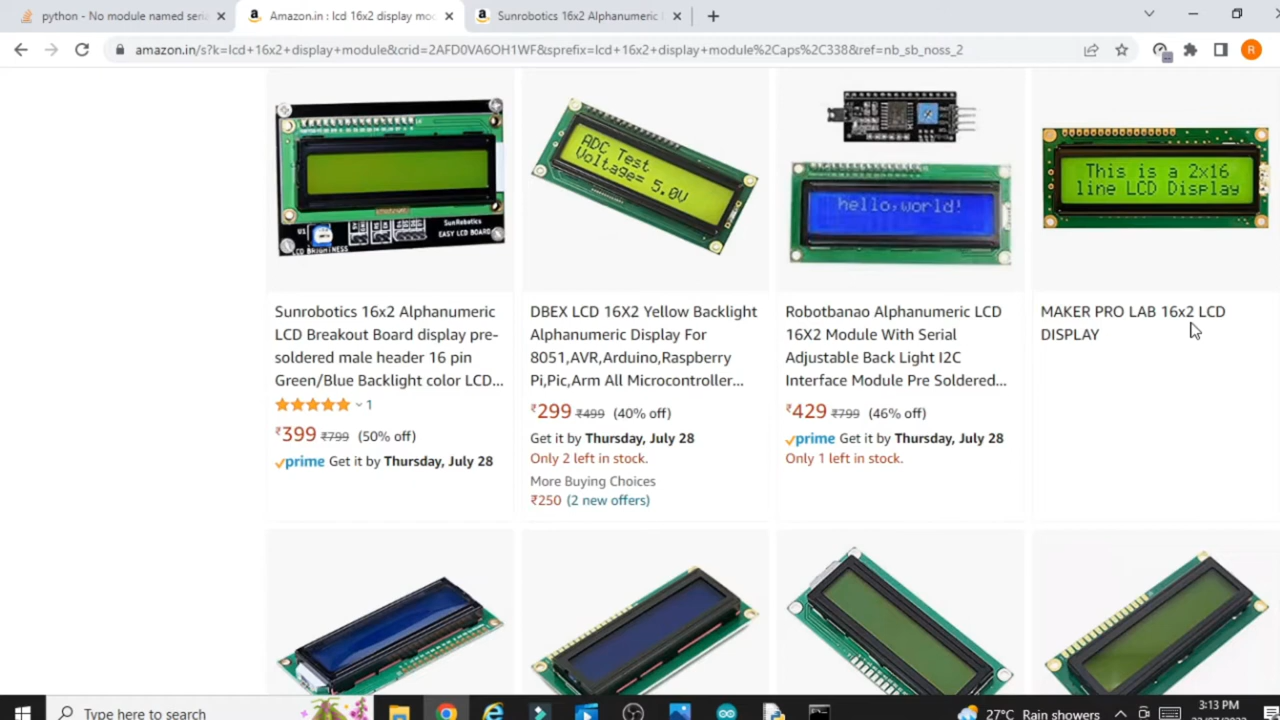 python - No module named seria
Amazon.in : lcd 16x2 display mo
Sunrobotics 16x2 Alphanumeric
amazon.in/s?k=lcd+16x2+display+module&crid=2AFD0VA6OH1WF&sprefix=lcd+16x2+display+module%2Caps%2C338&ref=nb_sb_noss_2
R
U1
LCD BRIGHTNESS
SunRobotics
EASY LCD BOARD
ADC Test
Voltage= 5.0V
hello,world!
This is a 2x16
line LCD Display
Sunrobotics 16x2 Alphanumeric
LCD Breakout Board display pre-
soldered male header 16 pin
Green/Blue Backlight color LCD...
1
₹399 ₹799 (50% off)
prime Get it by Thursday, July 28
DBEX LCD 16X2 Yellow Backlight
Alphanumeric Display For
8051,AVR,Arduino,Raspberry
Pi,Pic,Arm All Microcontroller...
₹299 ₹499 (40% off)
Get it by Thursday, July 28
Only 2 left in stock.
More Buying Choices
₹250 (2 new offers)
Robotbanao Alphanumeric LCD
16X2 Module With Serial
Adjustable Back Light I2C
Interface Module Pre Soldered...
₹429 ₹799 (46% off)
prime Get it by Thursday, July 28
Only 1 left in stock.
MAKER PRO LAB 16x2 LCD
DISPLAY
Type here to search
27°C Rain showers
3:13 PM